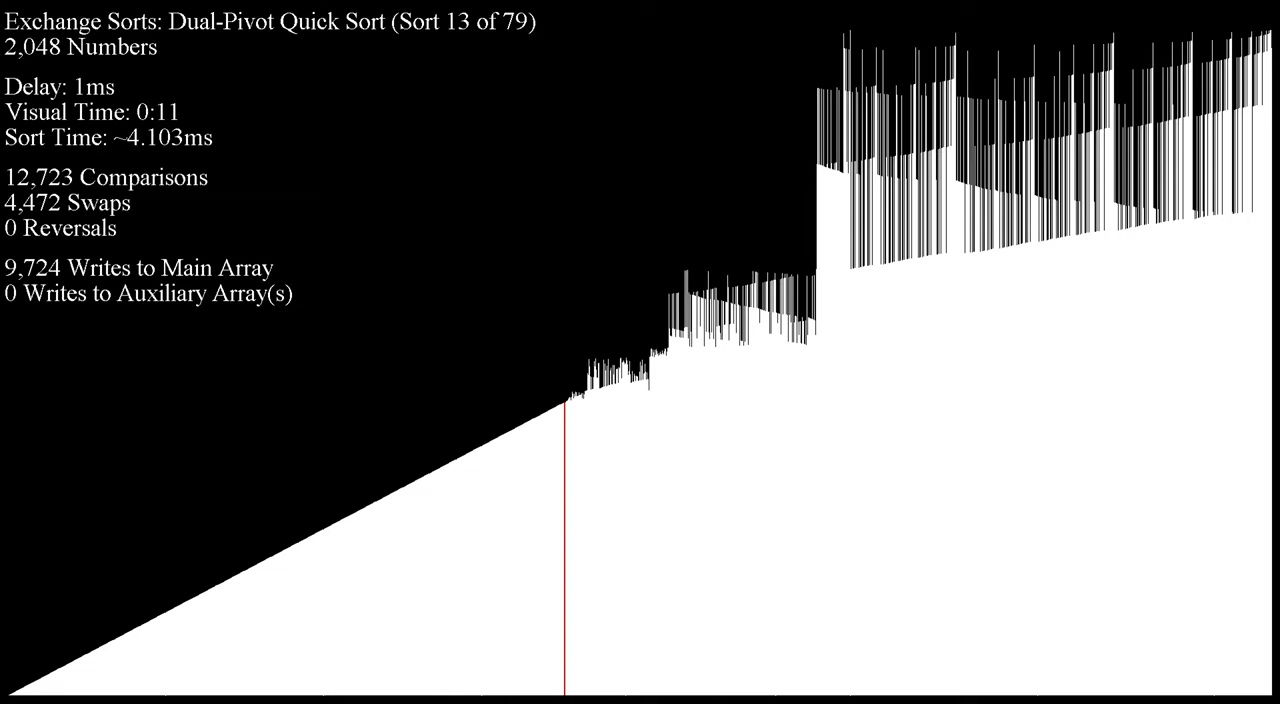 Exchange Sorts: Dual-Pivot Quick Sort (Sort 13 of 79)
2,048 Numbers
Delay: 1ms
Visual Time: 0:11
Sort Time: ~4.103ms
12,723 Comparisons
4,472 Swaps
0 Reversals
9,724 Writes to Main Array
0 Writes to Auxiliary Array(s)